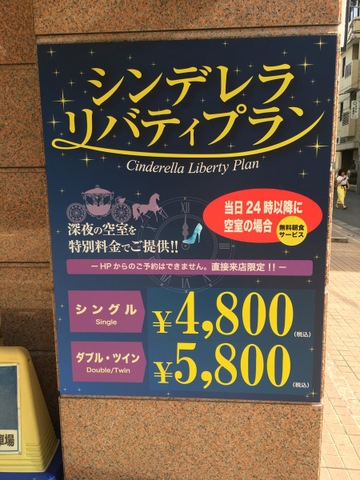 シンデレラ
リバティプラン
Cinderella Liberty Plan
当日24時以降に
空室の場合
無料朝食
サービス
深夜の空室を
特別料金でご提供!!
ーHPからのご予約はできません。直接来店限定!!ー
シングル
Single
¥4,800
(税込)
ダブル・ツイン
Double/Twin
¥5,800
(税込)
車場